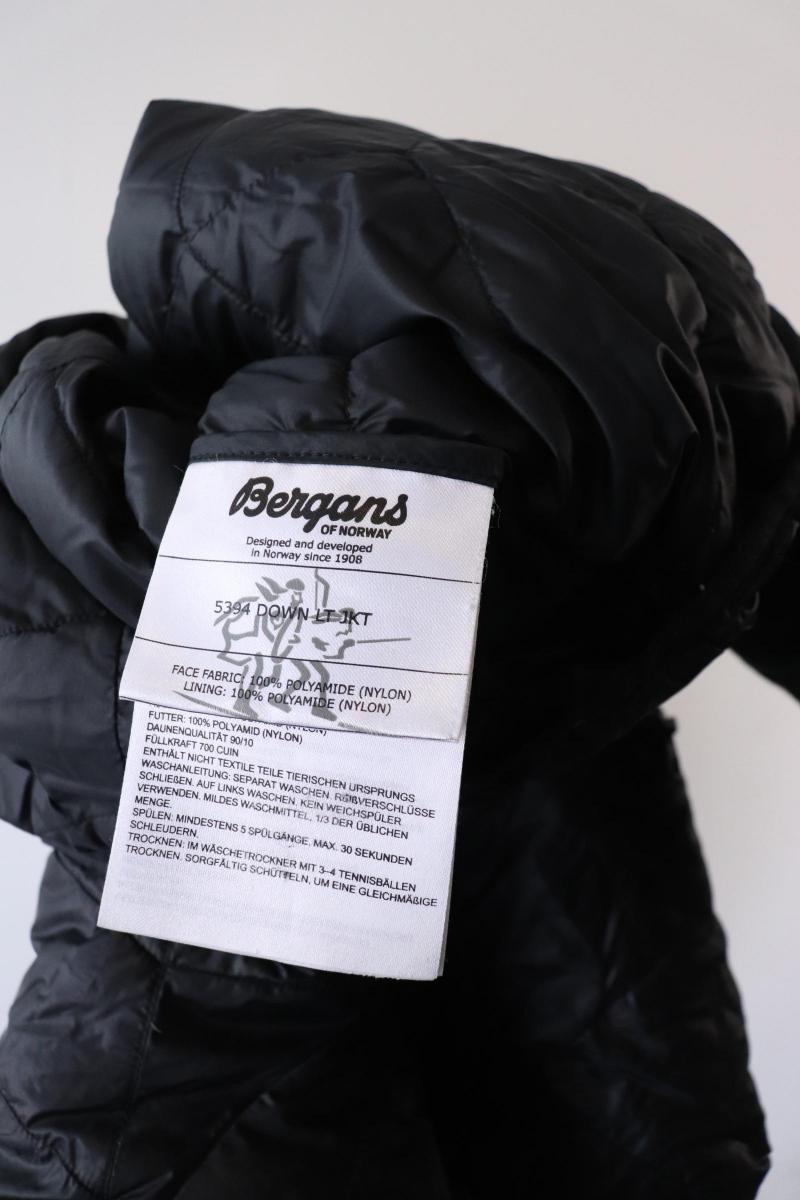 Bergans
OF NORWAY
Designed and developed
in Norway since 1908
5394 DOWN LT JKT
FACE FABRIC: 100% POLYAMIDE (NYLON)
LINING: 100% POLYAMIDE (NYLON)
FUTTER: 100% POLYAMID (NYLON)
DAUNENQUALITÄT 90/10
FÜLLKRAFT 700 CUIN
ENTHÄLT NICHT TEXTILE TEILE TIERISCHEN URSPRUNGS
WASCHANLEITUNG: SEPARAT WASCHEN. REIßVERSCHLÜSSE
SCHLIEßEN. AUF LINKS WASCHEN. KEIN WEICHSPÜLER
VERWENDEN. MILDES WASCHMITTEL, 1/3 DER ÜBLICHEN
MENGE.
SPÜLEN: MINDESTENS 5 SPÜLGÄNGE. MAX. 30 SEKUNDEN
SCHLEUDERN.
TROCKNEN: IM WÄSCHETROCKNER MIT 3-4 TENNISBÄLLEN
TROCKNEN. SORGFÄLTIG SCHÜTTELN, UM EINE GLEICHMÄßIGE